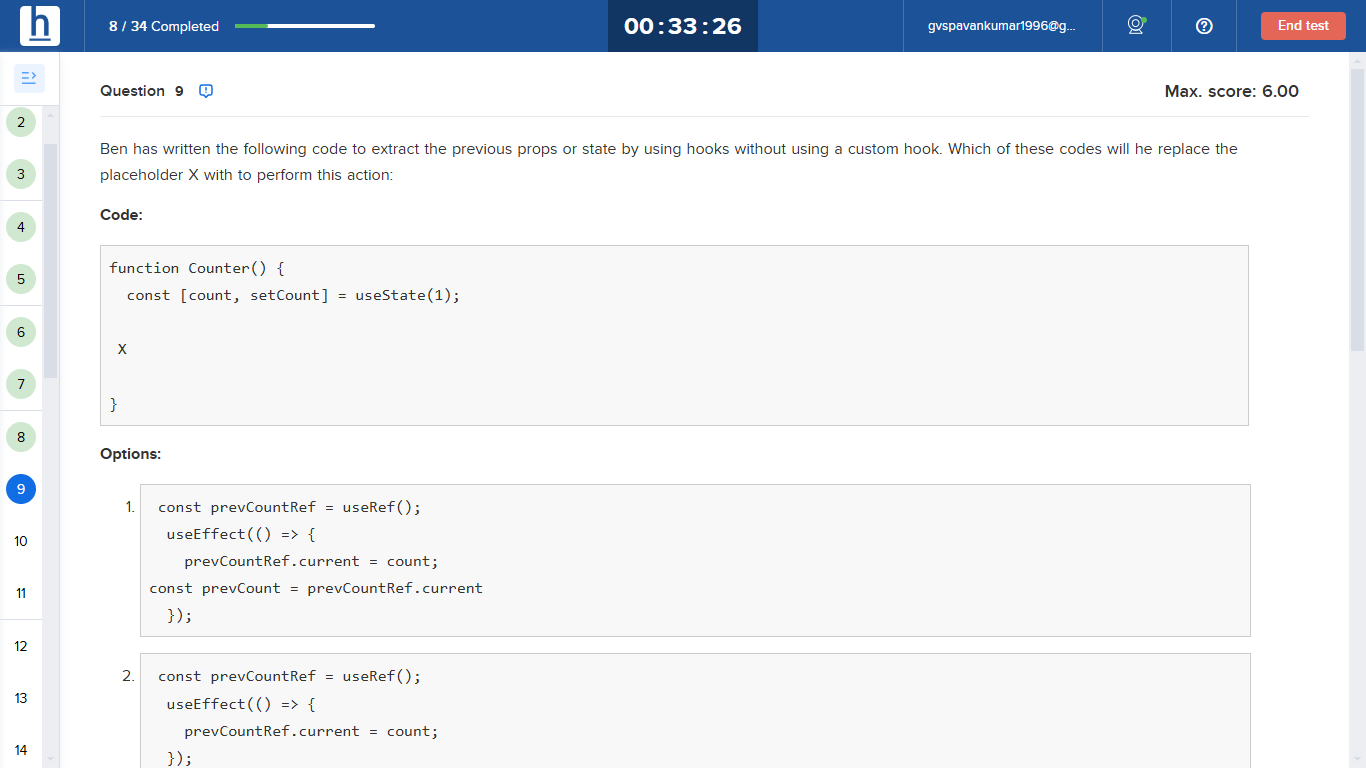 h 8 / 34 Completed 00:33:26 gvspavankumar1996@g... End test
Question 9 Max. score: 6.00
Ben has written the following code to extract the previous props or state by using hooks without using a custom hook. Which of these codes will he replace the
placeholder X with to perform this action:
Code:
function Counter() {
const [count, setCount] = useState(1);
X
}
Options:
1. const prevCountRef = useRef();
useEffect(() => {
prevCountRef.current = count;
const prevCount = prevCountRef.current
});
2. const prevCountRef = useRef();
useEffect(() => {
prevCountRef.current = count;
});
2
3
4
5
6
7
8
9
10
11
12
13
14